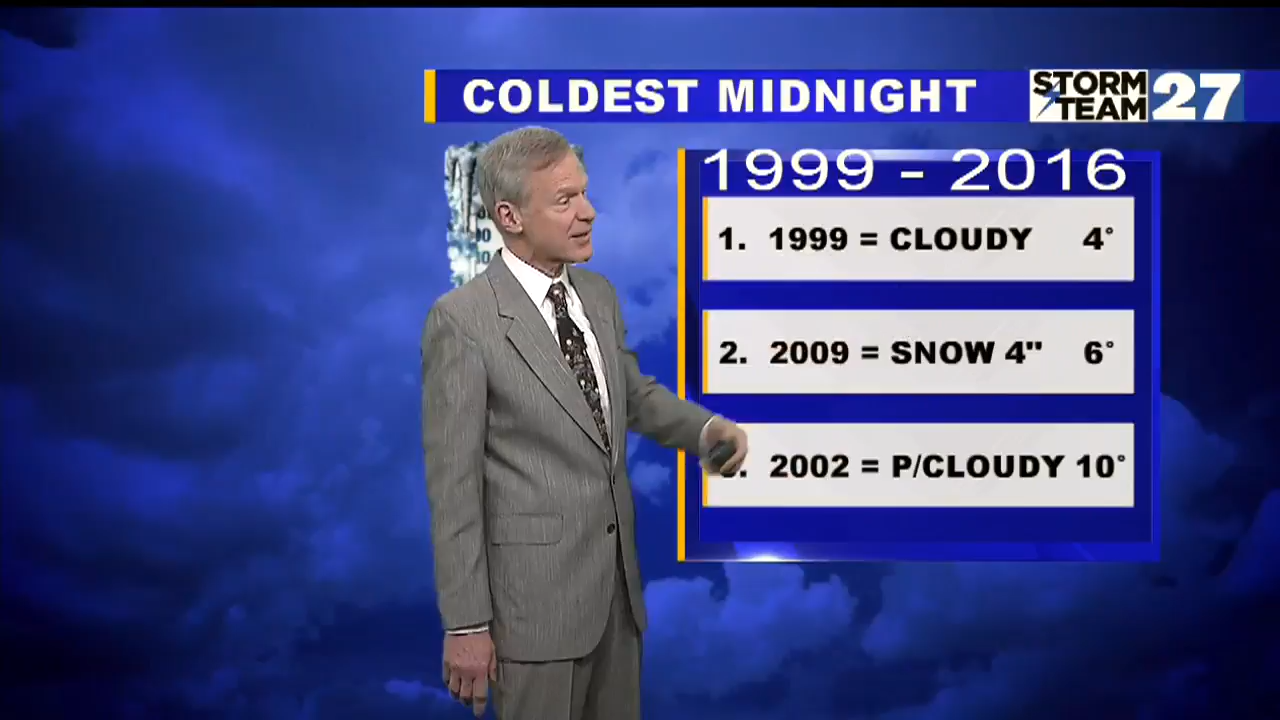 COLDEST MIDNIGHT
STORM
TEAM
27
1999 - 2016
1. 1999 = CLOUDY 4°
2. 2009 = SNOW 4" 6°
2002 = P/CLOUDY 10°